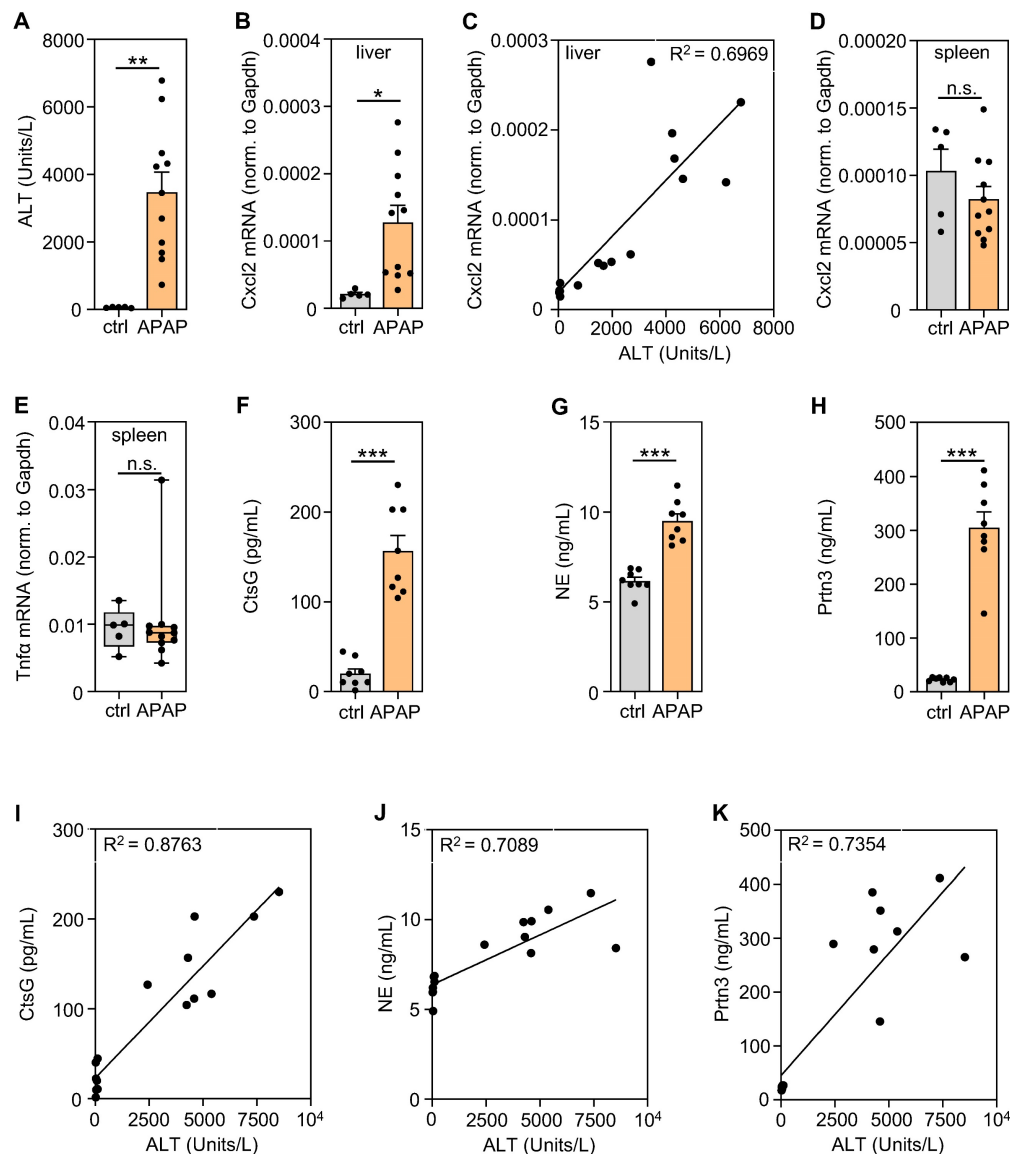 A
ALT (Units/L)
8000
6000
4000
2000
0
**
ctrl APAP
B
Cxcl2 mRNA (norm. to Gapdh)
0.0004
0.0003
0.0002
0.0001
0
liver
*
ctrl APAP
C
Cxcl2 mRNA (norm. to Gapdh)
0.0003
0.0002
0.0001
0
liver
R² = 0.6969
0 2000 4000 6000 8000
ALT (Units/L)
D
Cxcl2 mRNA (norm. to Gapdh)
0.00020
0.00015
0.00010
0.00005
0
spleen
n.s.
ctrl APAP
E
Tnfα mRNA (norm. to Gapdh)
0.04
0.03
0.02
0.01
0
spleen
n.s.
ctrl APAP
F
CtsG (pg/mL)
300
200
100
0
***
ctrl APAP
G
NE (ng/mL)
15
10
5
0
***
ctrl APAP
H
Prtn3 (ng/mL)
500
400
300
200
100
0
***
ctrl APAP
I
CtsG (pg/mL)
300
200
100
0
R² = 0.8763
0 2500 5000 7500 10⁴
ALT (Units/L)
J
NE (ng/mL)
15
10
5
0
R² = 0.7089
0 2500 5000 7500 10⁴
ALT (Units/L)
K
Prtn3 (ng/mL)
500
400
300
200
100
0
R² = 0.7354
0 2500 5000 7500 10⁴
ALT (Units/L)